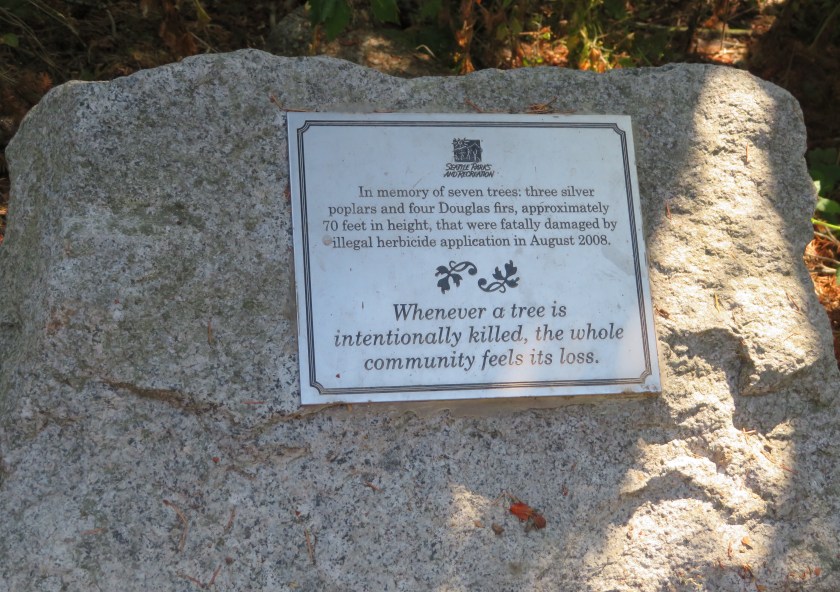 Seattle Parks
and Recreation
In memory of seven trees: three silver
poplars and four Douglas firs, approximately
70 feet in height, that were fatally damaged by
illegal herbicide application in August 2008.
Whenever a tree is
intentionally killed, the whole
community feels its loss.